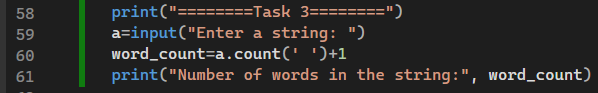 58 print("========Task 3========")
59 a=input("Enter a string: ")
60 word_count=a.count(' ')+1
61 print("Number of words in the string:", word_count)